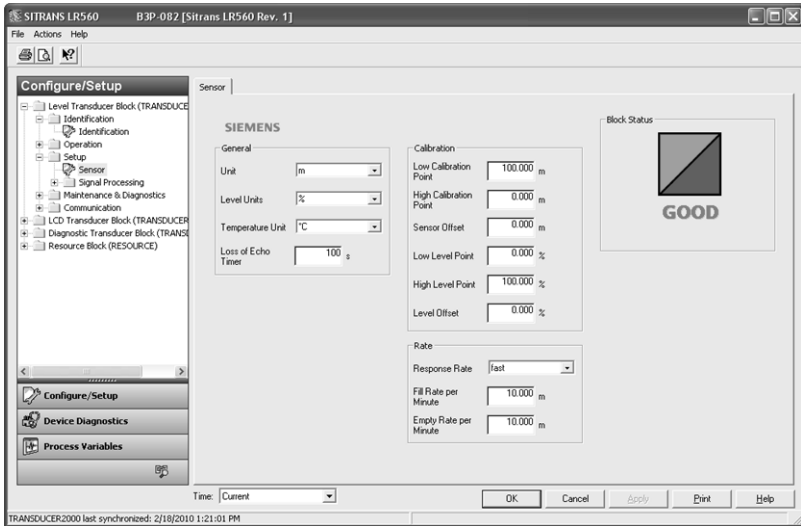 SITRANS LR560 B3P-082 [Sitrans LR560 Rev. 1]
File Actions Help
Configure/Setup
Level Transducer Block (TRANSDUCE
Identification
Identification
Operation
Setup
Sensor
Signal Processing
Maintenance & Diagnostics
Communication
LCD Transducer Block (TRANSDUCER
Diagnostic Transducer Block (TRANS
Resource Block (RESOURCE)
Configure/Setup
Device Diagnostics
Process Variables
Sensor
SIEMENS
General
Unit m
Level Units %
Temperature Unit °C
Loss of Echo
Timer 100 s
Calibration
Low Calibration
Point 100.000 m
High Calibration
Point 0.000 m
Sensor Offset 0.000 m
Low Level Point 0.000 %
High Level Point 100.000 %
Level Offset 0.000 %
Rate
Response Rate fast
Fill Rate per
Minute 10.000 m
Empty Rate per
Minute 10.000 m
Block Status
GOOD
Time: Current
OK Cancel Apply Print Help
TRANSDUCER2000 last synchronized: 2/18/2010 1:21:01 PM